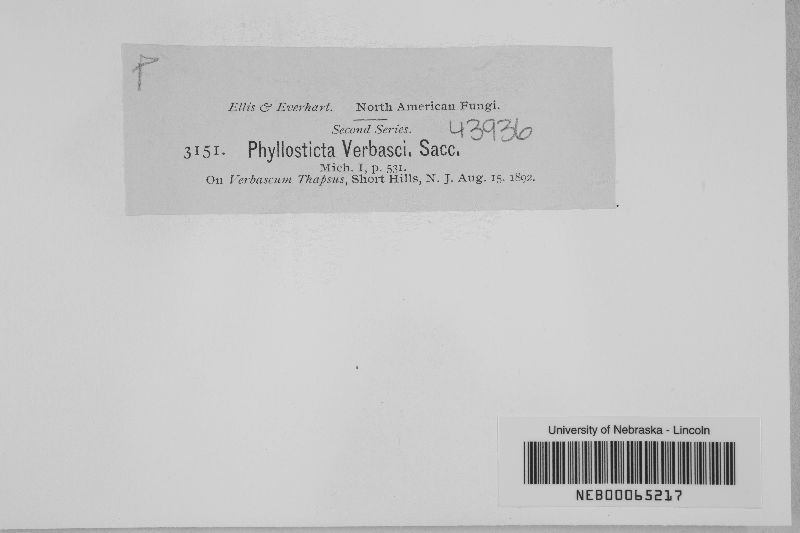 P
Ellis & Everhart. North American Fungi.
Second Series.
43936
3151. Phyllosticta Verbasci. Sacc.
Mich. I, p. 531.
On Verbascum Thapsus, Short Hills, N. J. Aug. 15. 1892.
University of Nebraska - Lincoln
NEB00065217